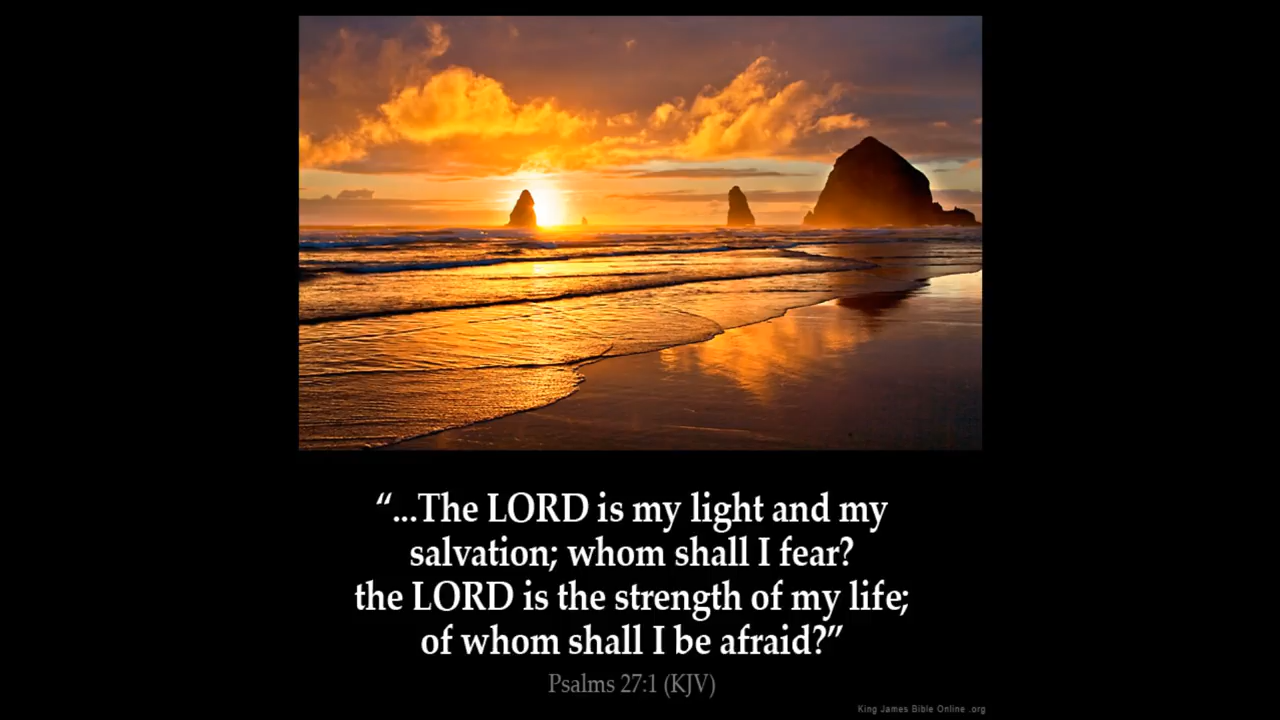 “...The LORD is my light and my
salvation; whom shall I fear?
the LORD is the strength of my life;
of whom shall I be afraid?”
Psalms 27:1 (KJV)
King James Bible Online .org